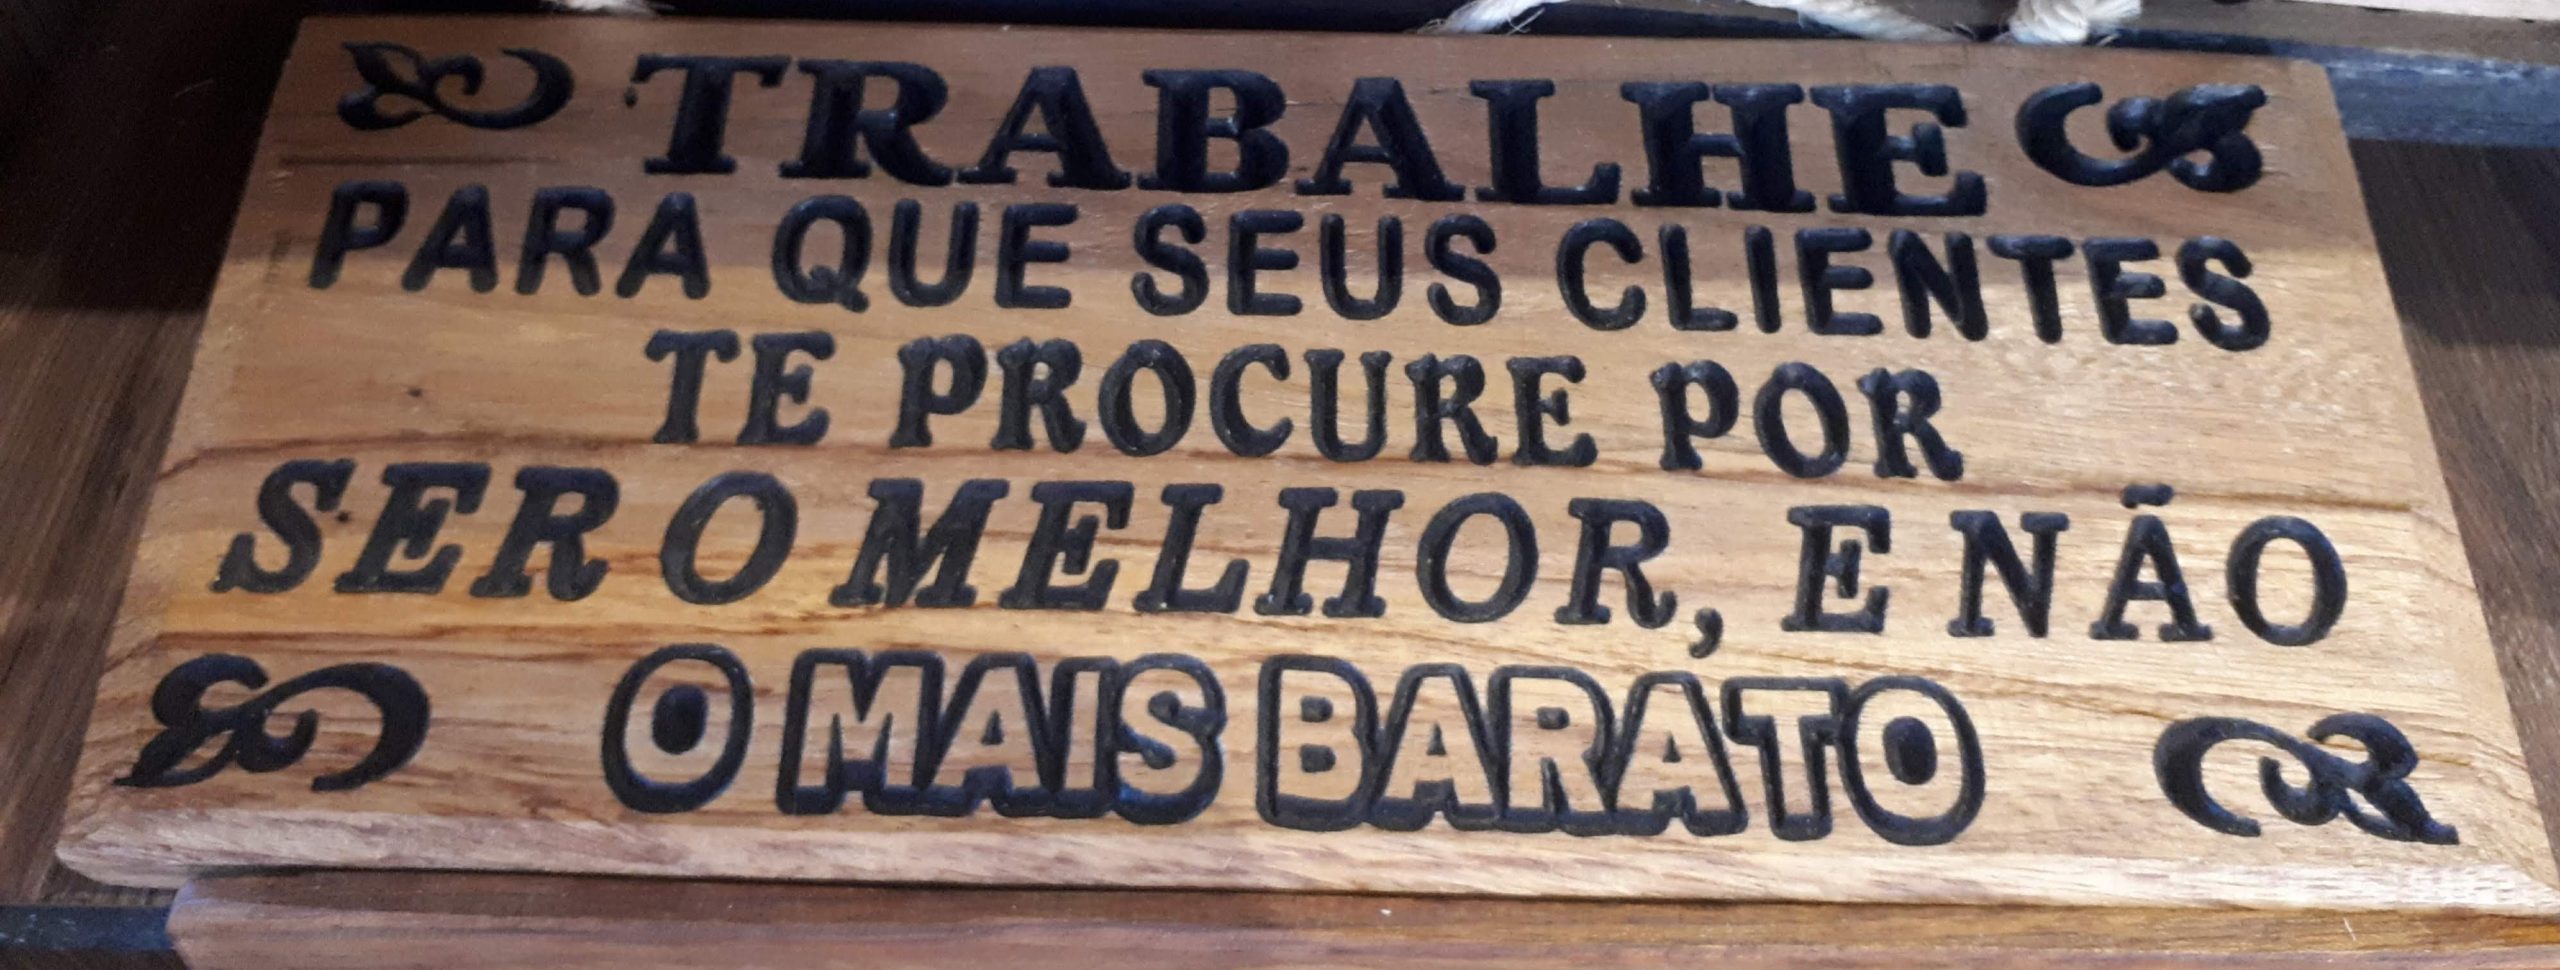 TRABALHE
PARA QUE SEUS CLIENTES
TE PROCURE POR
SER O MELHOR, E NÃO
O MAIS BARATO